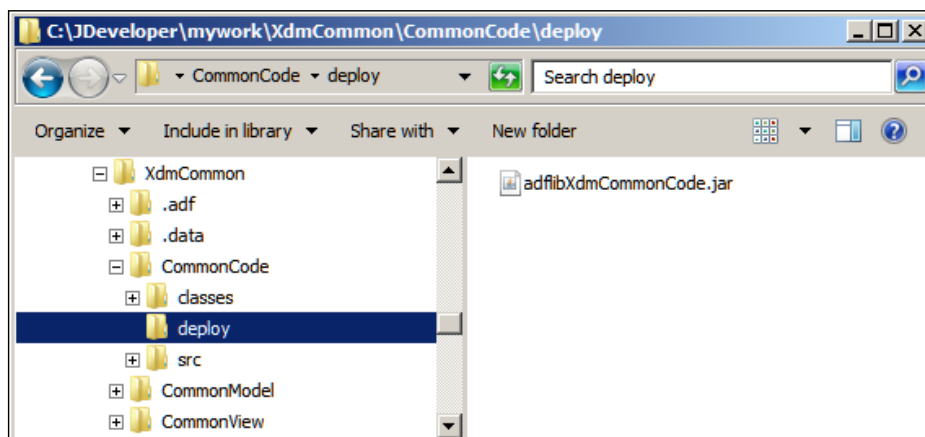 C:\JDeveloper\mywork\XdmCommon\CommonCode\deploy
CommonCode deploy
Search deploy
Organize
Include in library
Share with
New folder
XdmCommon
.adf
.data
CommonCode
classes
deploy
src
CommonModel
CommonView
adflibXdmCommonCode.jar